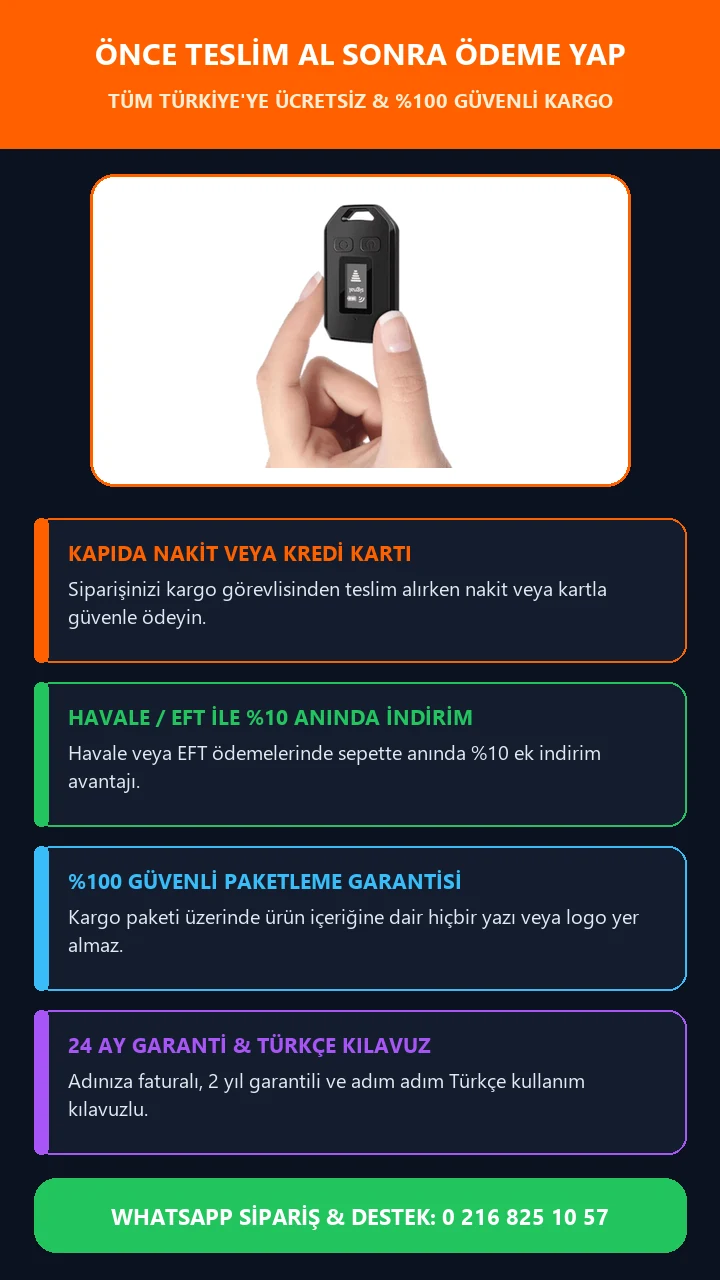 ÖNCE TESLİM AL SONRA ÖDEME YAP
TÜM TÜRKİYE'YE ÜCRETSİZ & %100 GÜVENLİ KARGO
KAPIDA NAKİT VEYA KREDİ KARTI
Siparişinizi kargo görevlisinden teslim alırken nakit veya kartla
güvenle ödeyin.
HAVALE / EFT İLE %10 ANINDA İNDİRİM
Havale veya EFT ödemelerinde sepette anında %10 ek indirim
avantajı.
%100 GÜVENLİ PAKETLEME GARANTİSİ
Kargo paketi üzerinde ürün içeriğine dair hiçbir yazı veya logo yer
almaz.
24 AY GARANTİ & TÜRKÇE KILAVUZ
Adınıza faturalı, 2 yıl garantili ve adım adım Türkçe kullanım
kılavuzlu.
WHATSAPP SİPARİŞ & DESTEK: 0 216 825 10 57